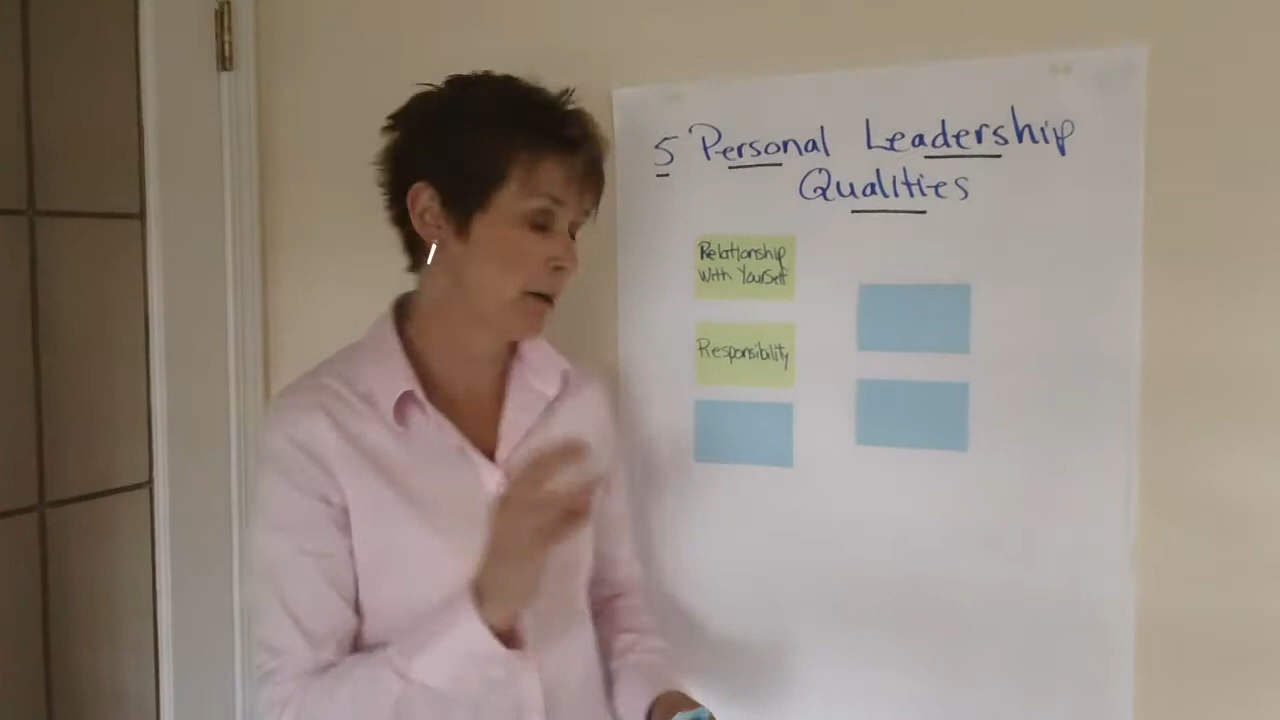 5 Personal Leadership
Qualities
Relationship
With Yourself
Responsibility